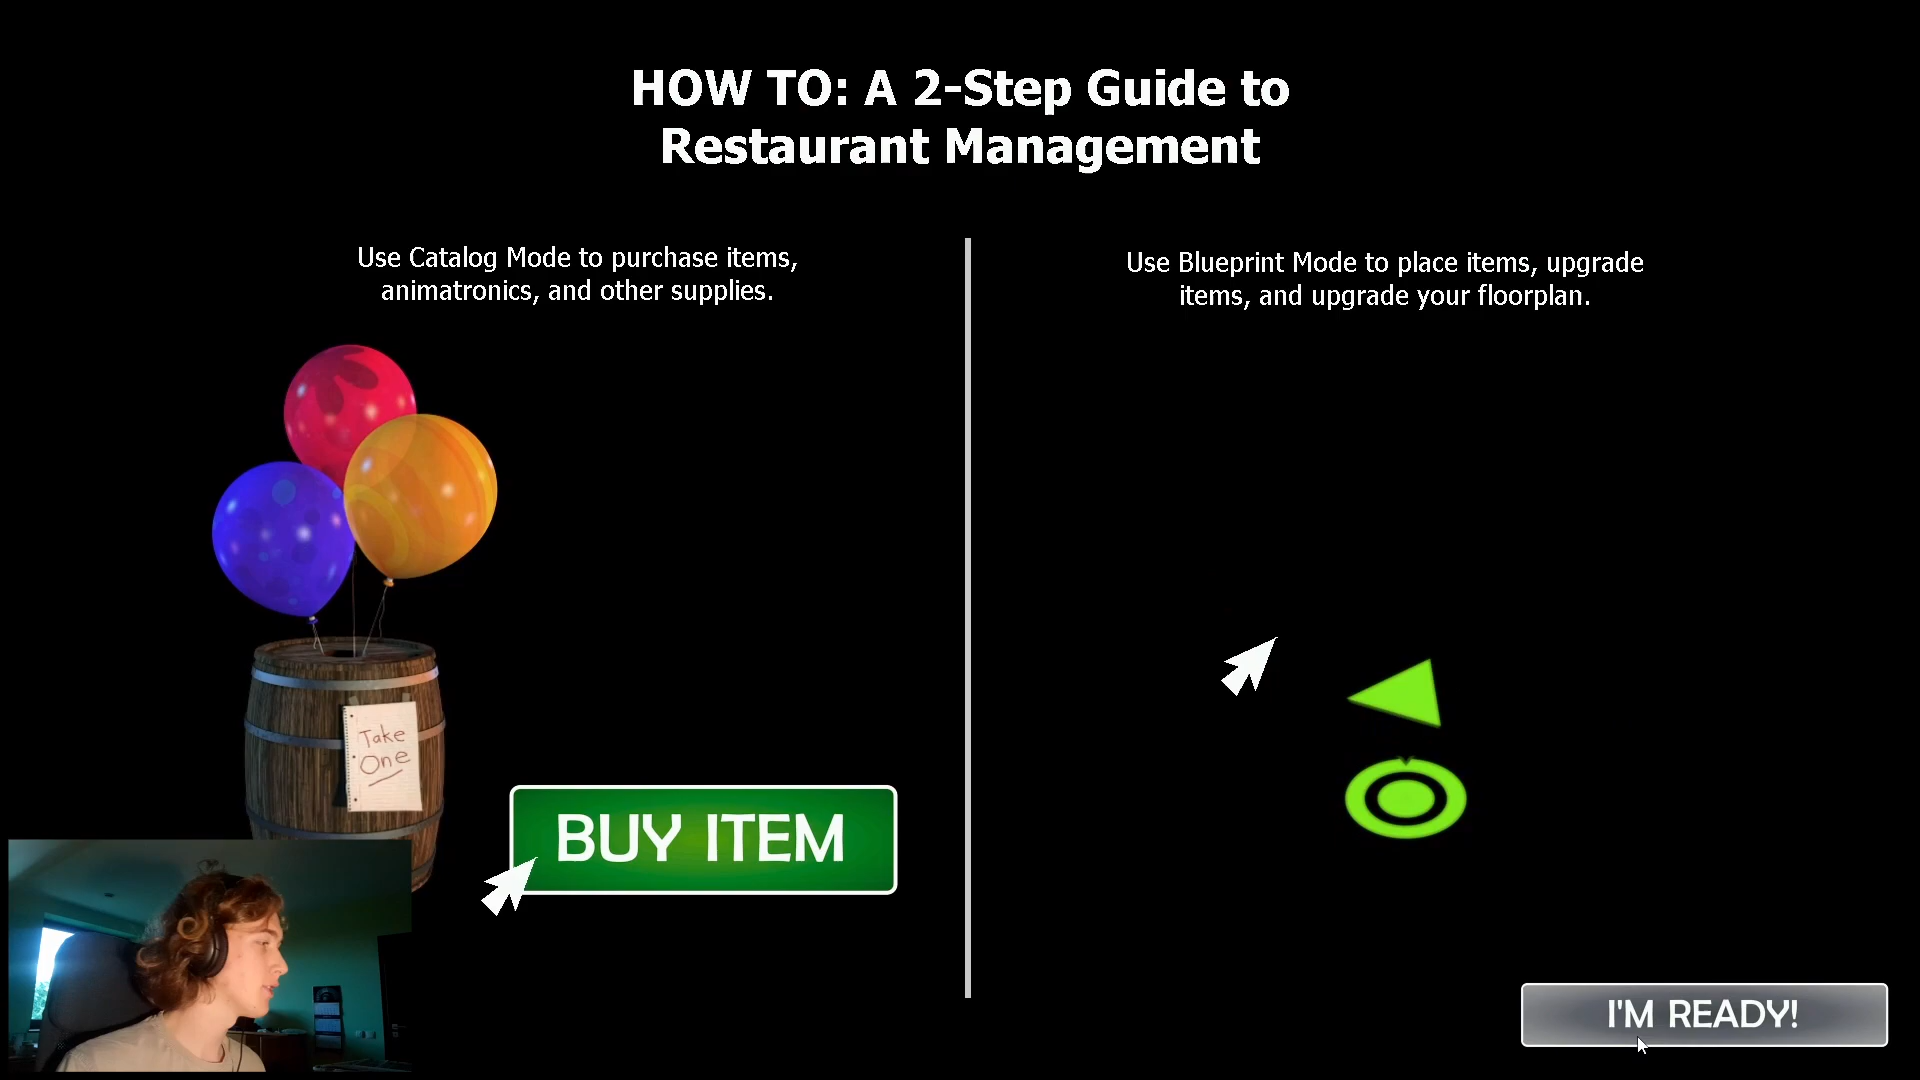 HOW TO: A 2-Step Guide to
Restaurant Management
Use Catalog Mode to purchase items,
animatronics, and other supplies.
Use Blueprint Mode to place items, upgrade
items, and upgrade your floorplan.
Take
One
BUY ITEM
I'M READY!